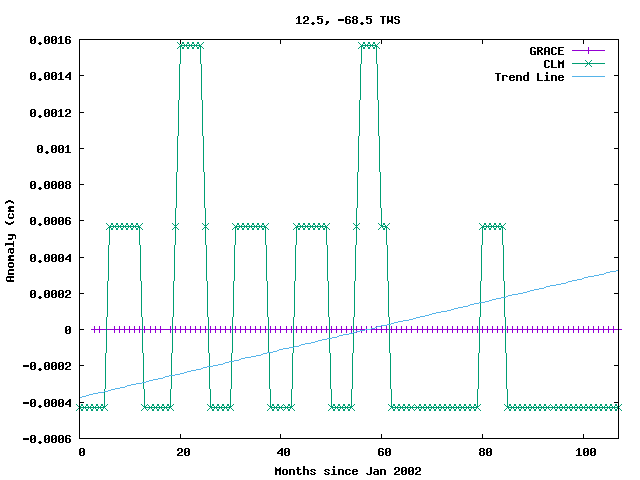 12.5, -68.5 TWS
0.0016
0.0014
0.0012
0.001
0.0008
0.0006
0.0004
0.0002
0
-0.0002
-0.0004
-0.0006
Anomaly (cm)
GRACE
CLM
Trend Line
0 20 40 60 80 100
Months since Jan 2002